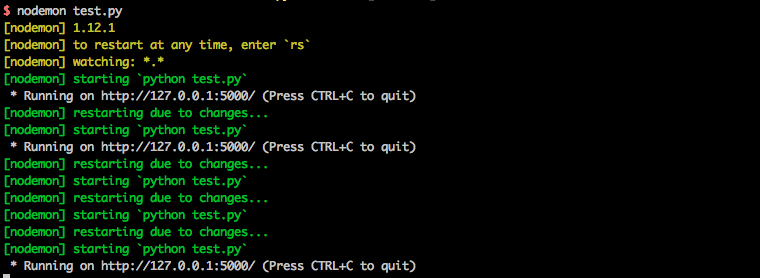 $ nodemon test.py
[nodemon] 1.12.1
[nodemon] to restart at any time, enter `rs`
[nodemon] watching: *.*
[nodemon] starting `python test.py`
 * Running on http://127.0.0.1:5000/ (Press CTRL+C to quit)
[nodemon] restarting due to changes...
[nodemon] starting `python test.py`
 * Running on http://127.0.0.1:5000/ (Press CTRL+C to quit)
[nodemon] restarting due to changes...
[nodemon] starting `python test.py`
[nodemon] restarting due to changes...
[nodemon] starting `python test.py`
[nodemon] restarting due to changes...
[nodemon] starting `python test.py`
 * Running on http://127.0.0.1:5000/ (Press CTRL+C to quit)